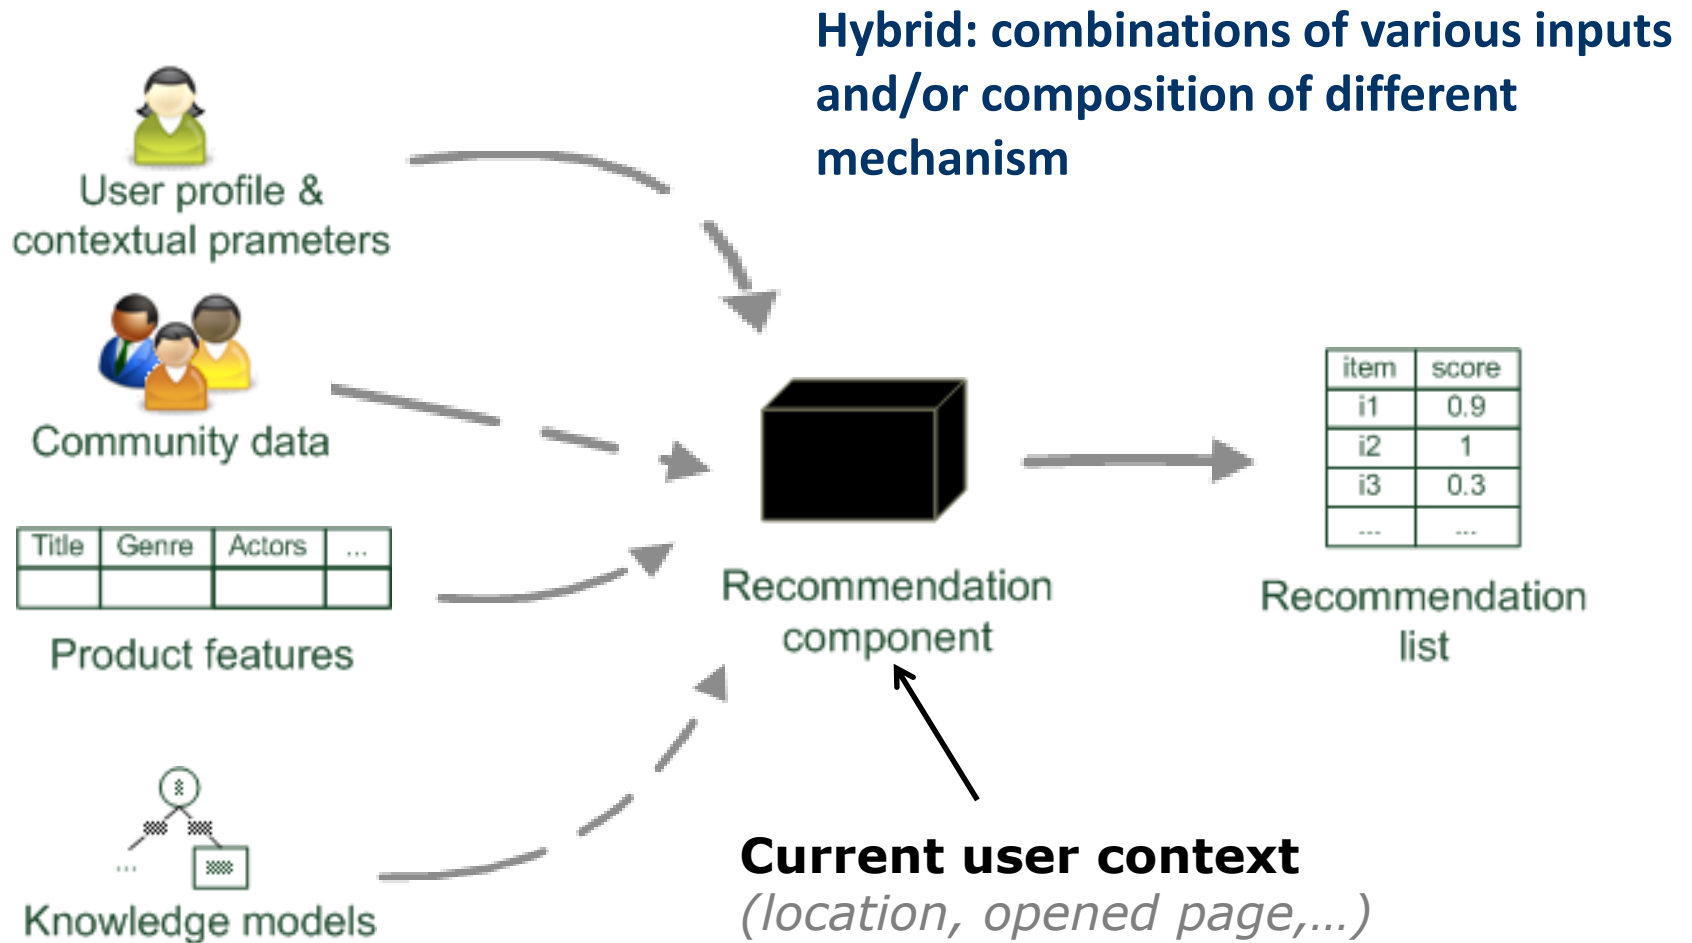 Hybrid: combinations of various inputs
and/or composition of different
mechanism
User profile &
contextual prameters
Community data
Title Genre Actors ...
Product features
Knowledge models
...
Recommendation
component
Current user context
(location, opened page,...)
item score
i1 0.9
i2 1
i3 0.3
... ...
Recommendation
list